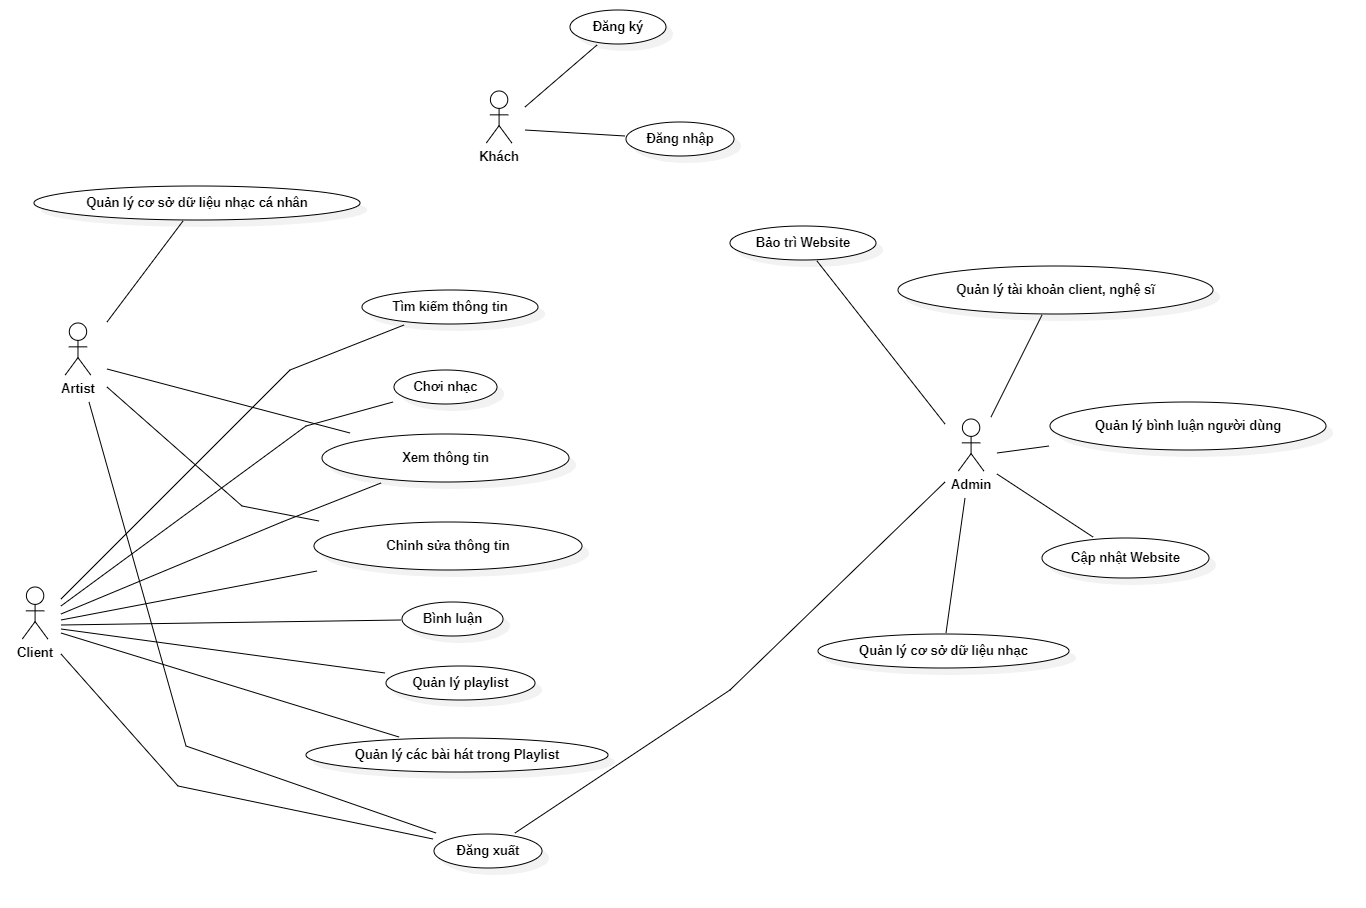 Đăng ký
Khách
Đăng nhập
Quản lý cơ sở dữ liệu nhạc cá nhân
Bảo trì Website
Quản lý tài khoản client, nghệ sĩ
Tìm kiếm thông tin
Artist
Chơi nhạc
Quản lý bình luận người dùng
Xem thông tin
Admin
Chỉnh sửa thông tin
Cập nhật Website
Bình luận
Client
Quản lý cơ sở dữ liệu nhạc
Quản lý playlist
Quản lý các bài hát trong Playlist
Đăng xuất